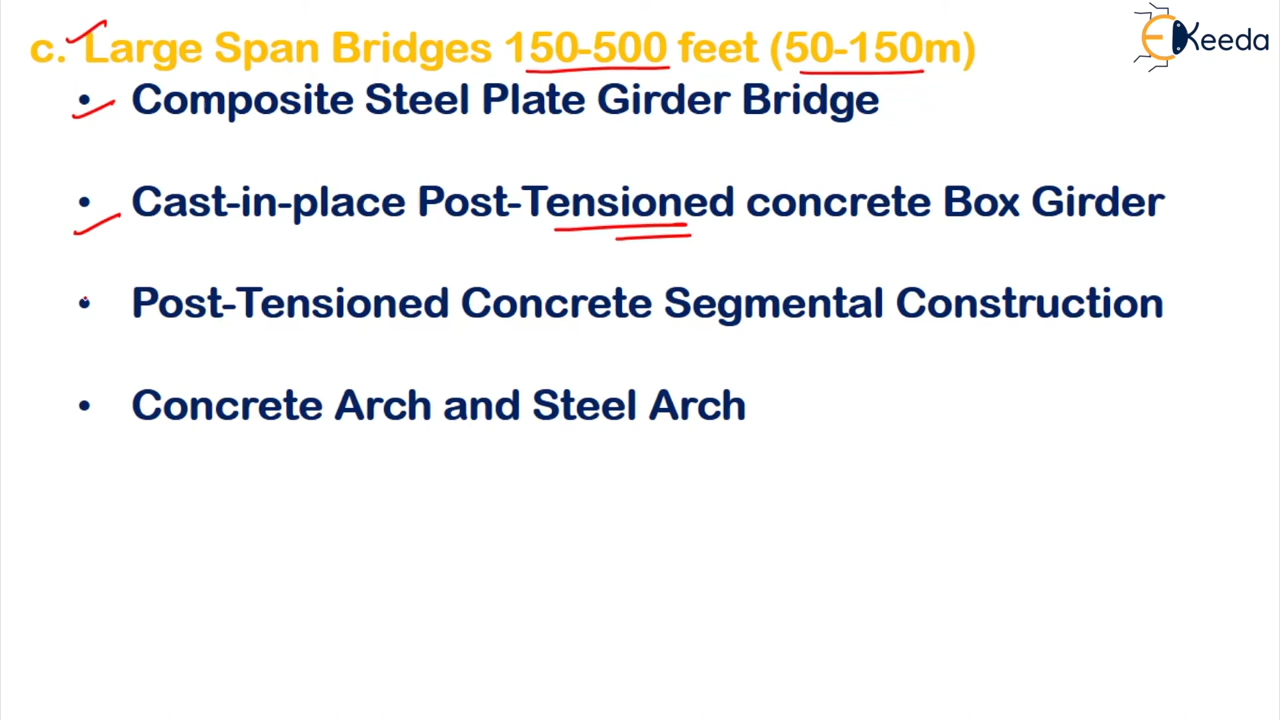 c. Large Span Bridges 150-500 feet (50-150m)
EKeeda
• Composite Steel Plate Girder Bridge
• Cast-in-place Post-Tensioned concrete Box Girder
• Post-Tensioned Concrete Segmental Construction
• Concrete Arch and Steel Arch